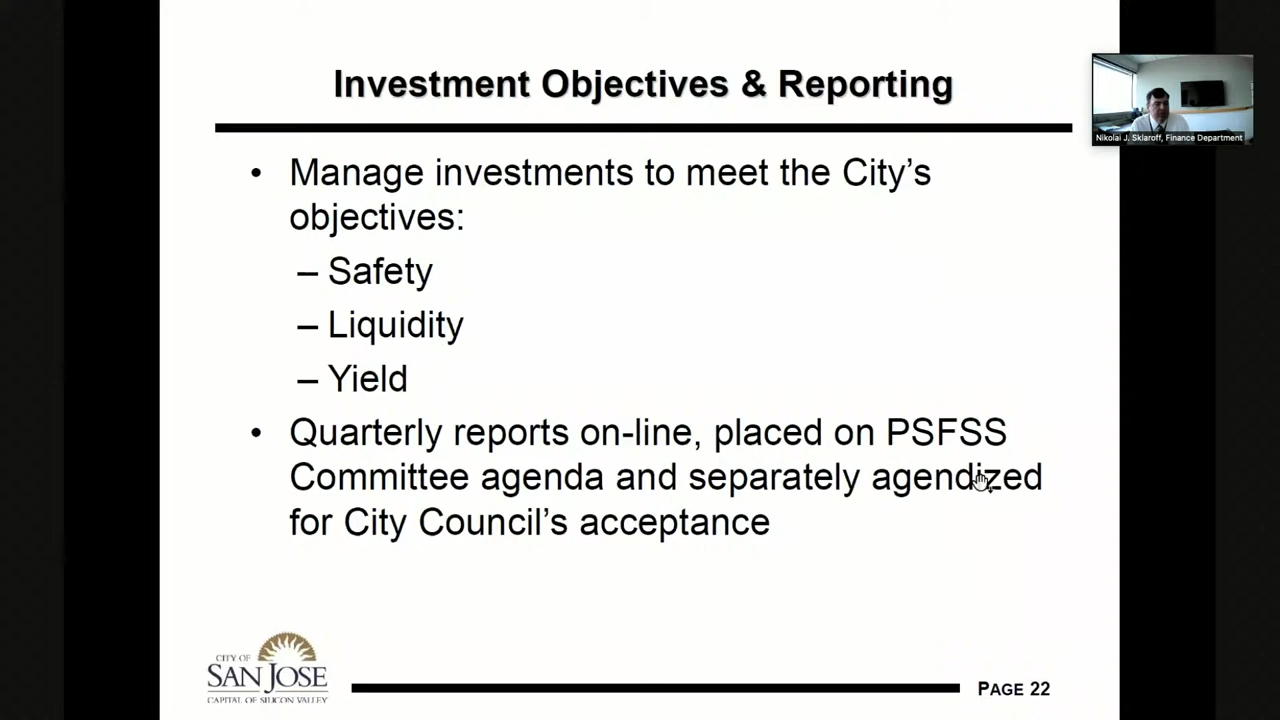 Investment Objectives & Reporting
Nikolai J. Sklaroff, Finance Department
• Manage investments to meet the City’s
objectives:
– Safety
– Liquidity
– Yield
• Quarterly reports on-line, placed on PSFSS
Committee agenda and separately agendized
for City Council’s acceptance
CITY OF
SAN JOSE
CAPITAL OF SILICON VALLEY
PAGE 22